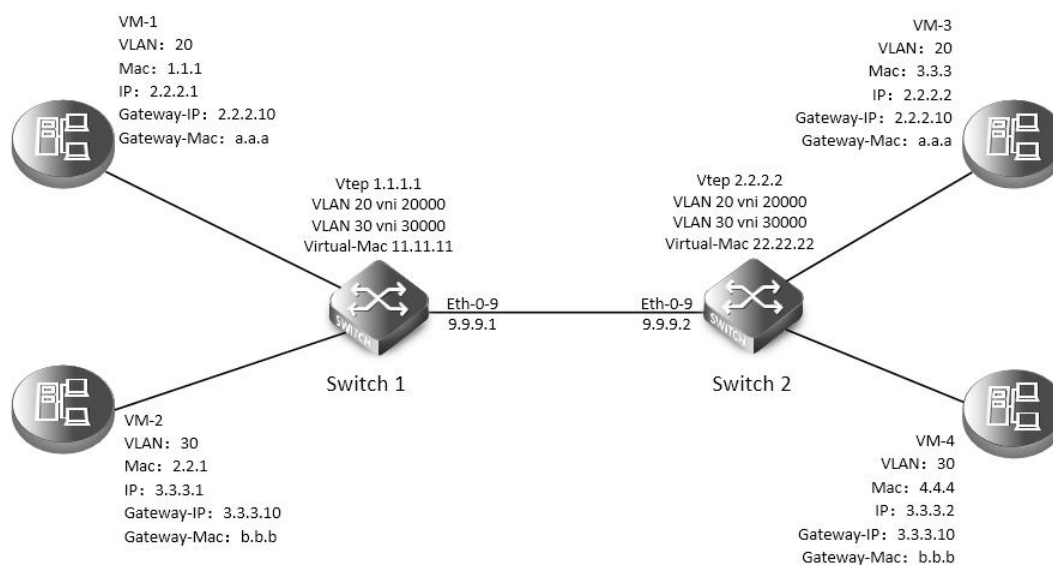 VM-1
VLAN：20
Mac：1.1.1
IP：2.2.2.1
Gateway-IP：2.2.2.10
Gateway-Mac：a.a.a
VM-3
VLAN：20
Mac：3.3.3
IP：2.2.2.2
Gateway-IP：2.2.2.10
Gateway-Mac：a.a.a
Vtep 1.1.1.1
VLAN 20 vni 20000
VLAN 30 vni 30000
Virtual-Mac 11.11.11
Vtep 2.2.2.2
VLAN 20 vni 20000
VLAN 30 vni 30000
Virtual-Mac 22.22.22
SWITCH
Eth-0-9
9.9.9.1
Eth-0-9
9.9.9.2
SWITCH
Switch 1
Switch 2
VM-2
VLAN：30
Mac：2.2.1
IP：3.3.3.1
Gateway-IP：3.3.3.10
Gateway-Mac：b.b.b
VM-4
VLAN：30
Mac：4.4.4
IP：3.3.3.2
Gateway-IP：3.3.3.10
Gateway-Mac：b.b.b